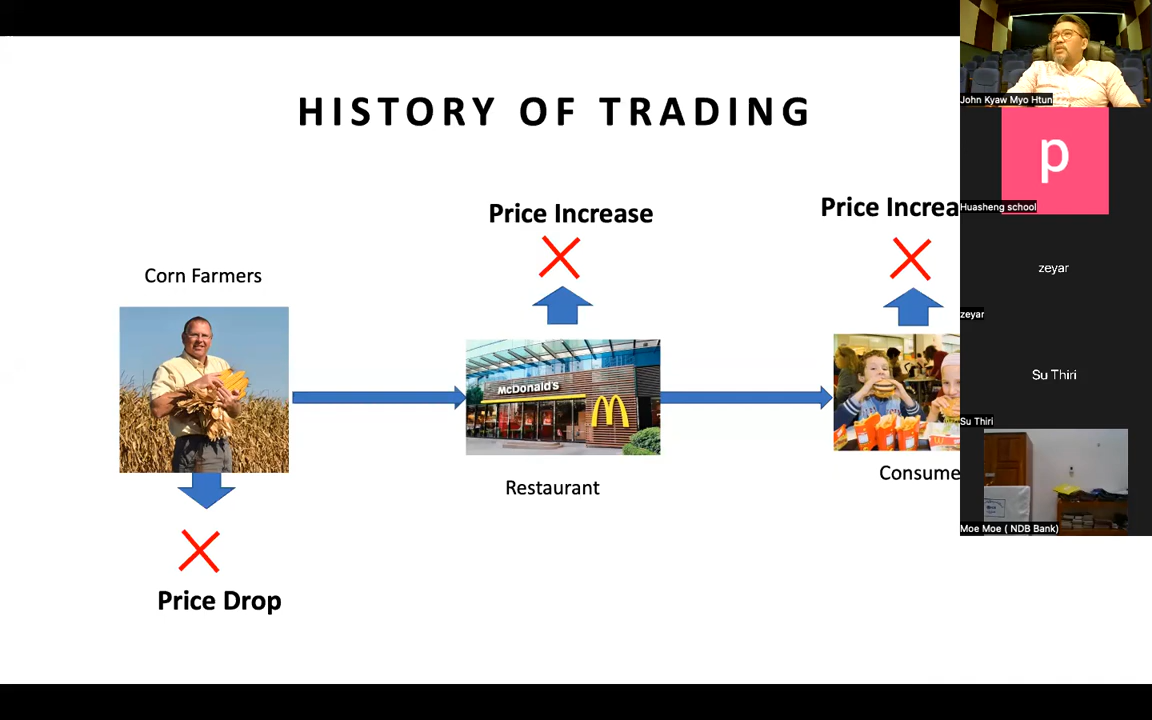 HISTORY OF TRADING
Price Increase
Price Increa
Corn Farmers
McDonald's
Restaurant
Consume
Price Drop
John Kyaw Myo Htun
p
Huasheng school
zeyar
zeyar
Su Thiri
Su Thiri
Moe Moe ( NDB Bank)